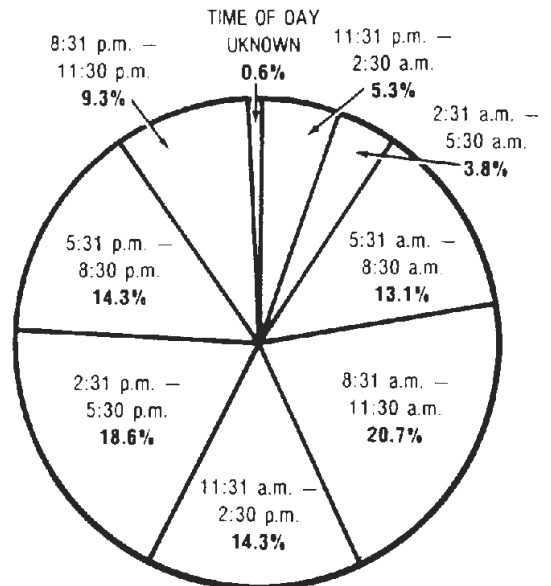 TIME OF DAY
UKNOWN
0.6%
11:31 p.m. —
2:30 a.m.
5.3%
2:31 a.m. —
5:30 a.m.
3.8%
5:31 a.m. —
8:30 a.m.
13.1%
8:31 a.m. —
11:30 a.m.
20.7%
11:31 a.m. —
2:30 p.m.
14.3%
2:31 p.m. —
5:30 p.m.
18.6%
5:31 p.m. —
8:30 p.m.
14.3%
8:31 p.m. —
11:30 p.m.
9.3%